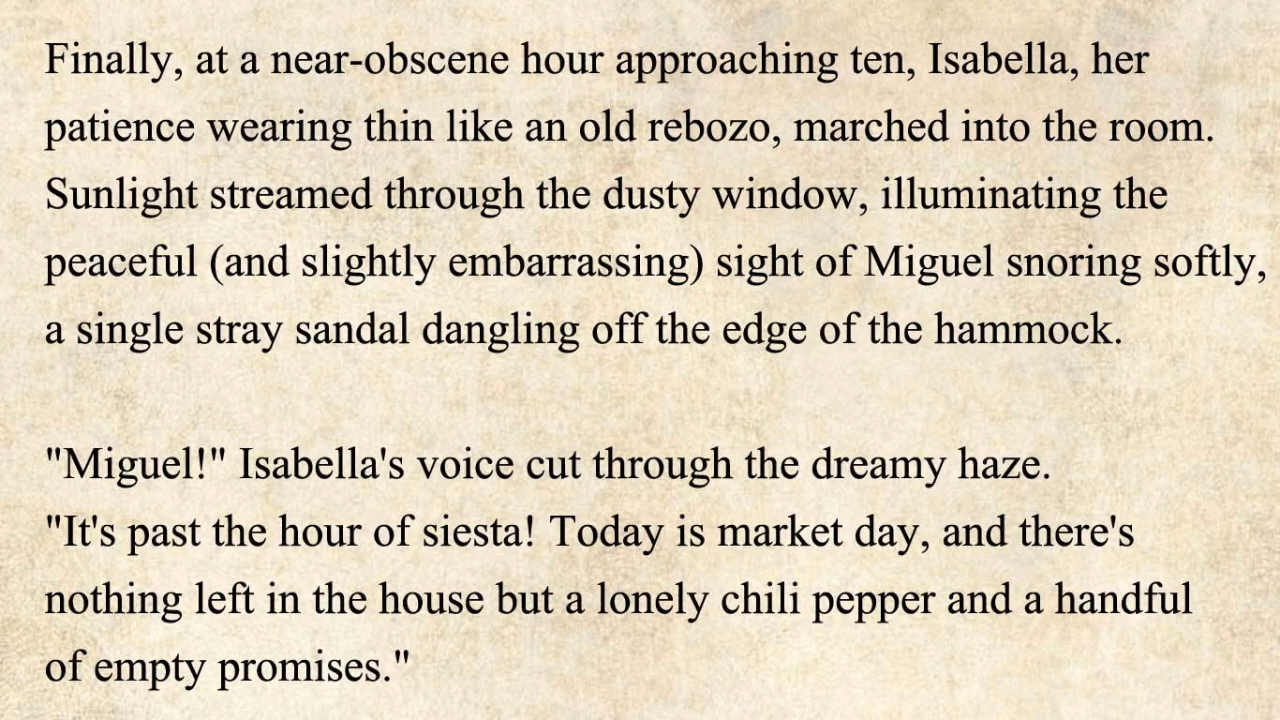 Finally, at a near-obscene hour approaching ten, Isabella, her
patience wearing thin like an old rebozo, marched into the room.
Sunlight streamed through the dusty window, illuminating the
peaceful (and slightly embarrassing) sight of Miguel snoring softly,
a single stray sandal dangling off the edge of the hammock.
"Miguel!" Isabella's voice cut through the dreamy haze.
"It's past the hour of siesta! Today is market day, and there's
nothing left in the house but a lonely chili pepper and a handful
of empty promises."